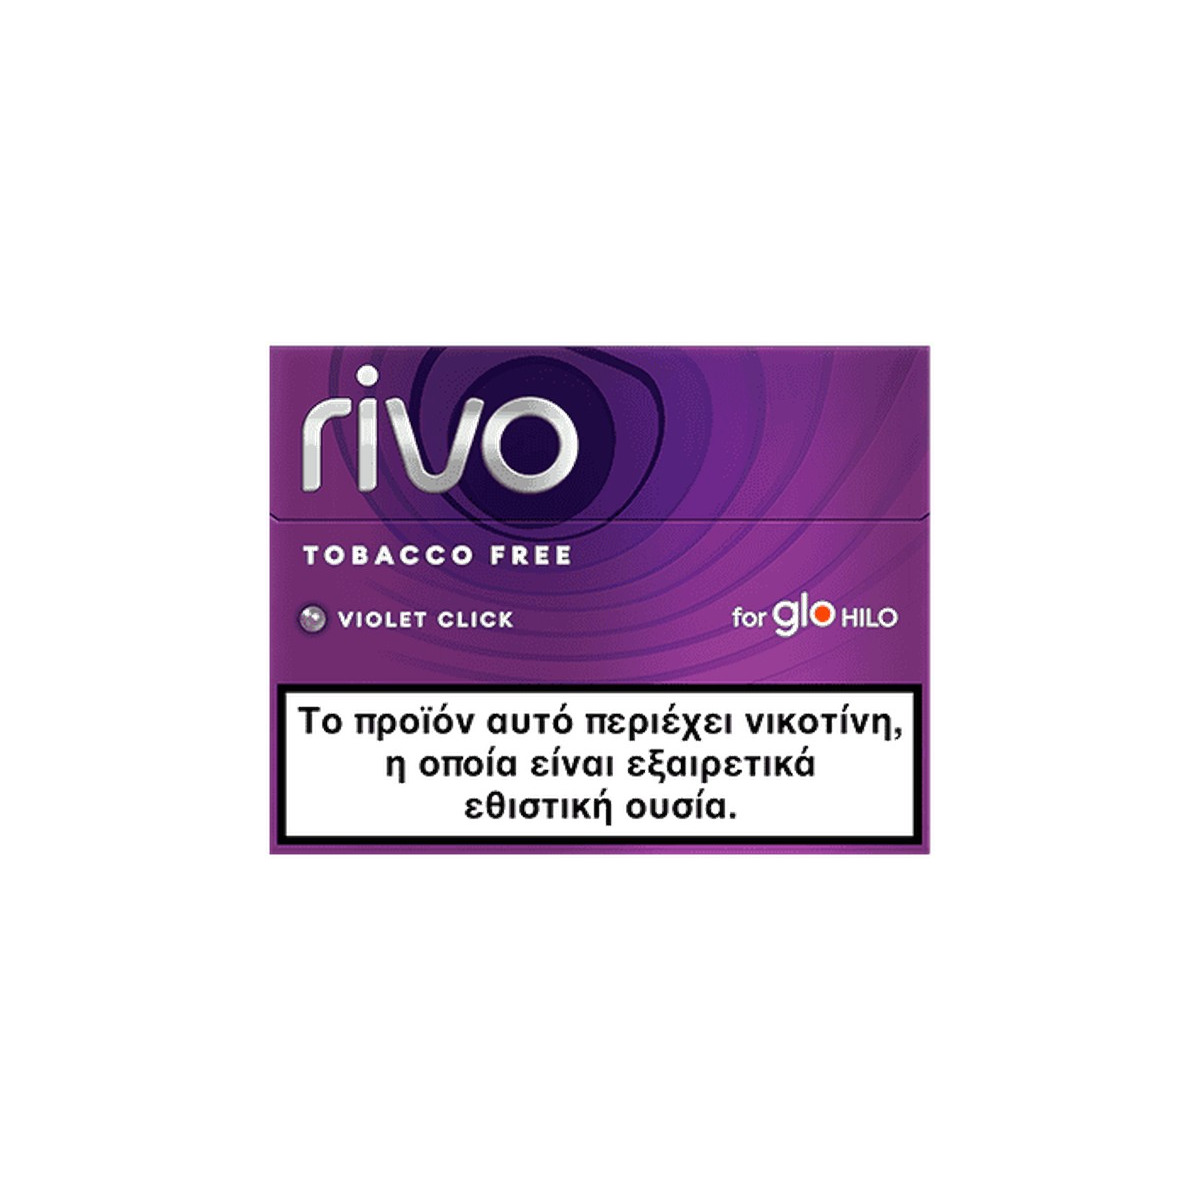 rivo
TOBACCO FREE
VIOLET CLICK
for glo HILO
Το προϊόν αυτό περιέχει νικοτίνη,
η οποία είναι εξαιρετικά
εθιστική ουσία.